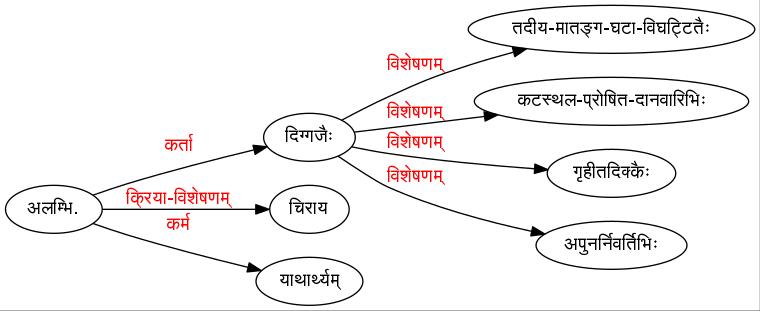 तदीय-मातङ्ग-घटा-विघट्टितैः
विशेषणम्
कटस्थल-प्रोषित-दानवारिभिः
विशेषणम्
दिग्गजैः
कर्ता
विशेषणम्
गृहीतदिक्कैः
विशेषणम्
क्रिया-विशेषणम्
अलम्भि.
चिराय
कर्म
अपुनर्निवर्तिभिः
याथार्थ्यम्